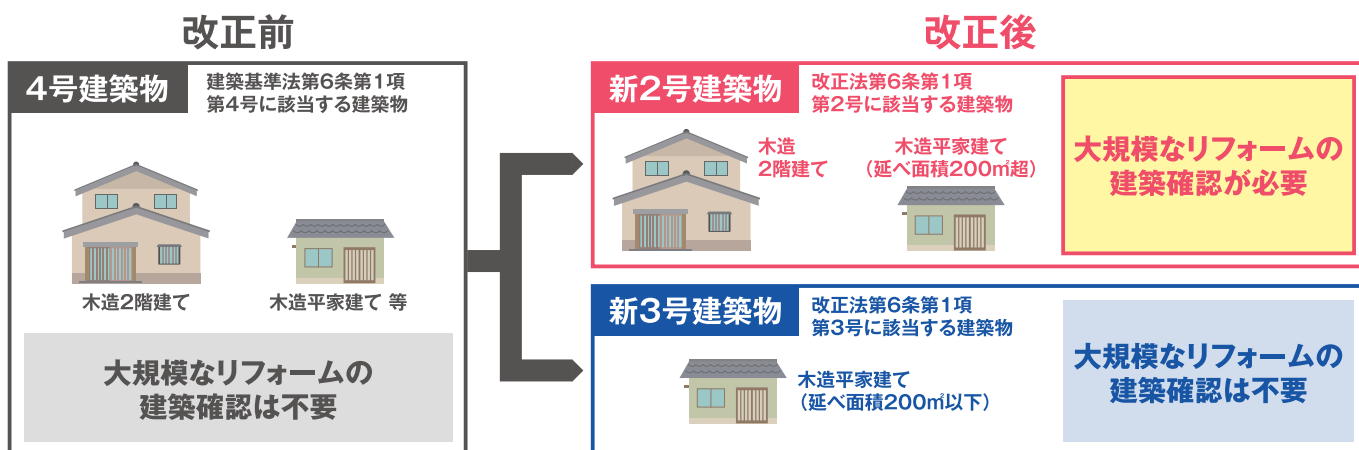 改正前
4号建築物
建築基準法第6条第1項
第4号に該当する建築物
木造2階建て
木造平家建て 等
大規模なリフォームの
建築確認は不要
改正後
新2号建築物
改正法第6条第1項
第2号に該当する建築物
木造
2階建て
木造平家建て
（延べ面積200㎡超）
大規模なリフォームの
建築確認が必要
新3号建築物
改正法第6条第1項
第3号に該当する建築物
木造平家建て
（延べ面積200㎡以下）
大規模なリフォームの
建築確認は不要